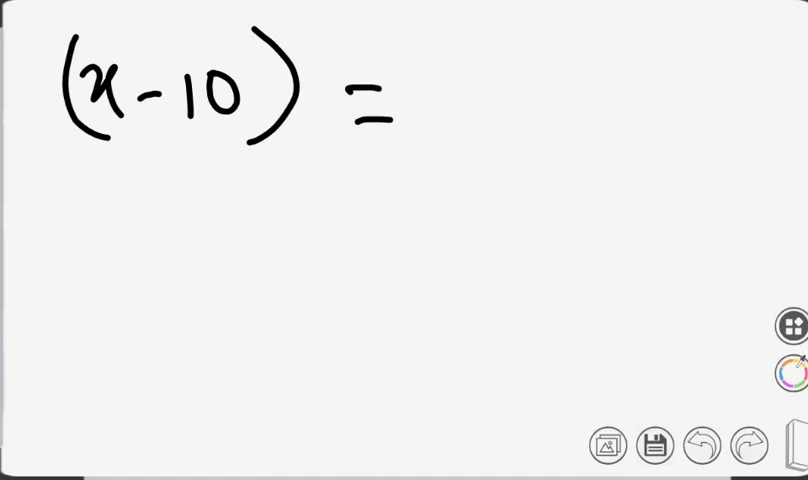 (x - 10) =